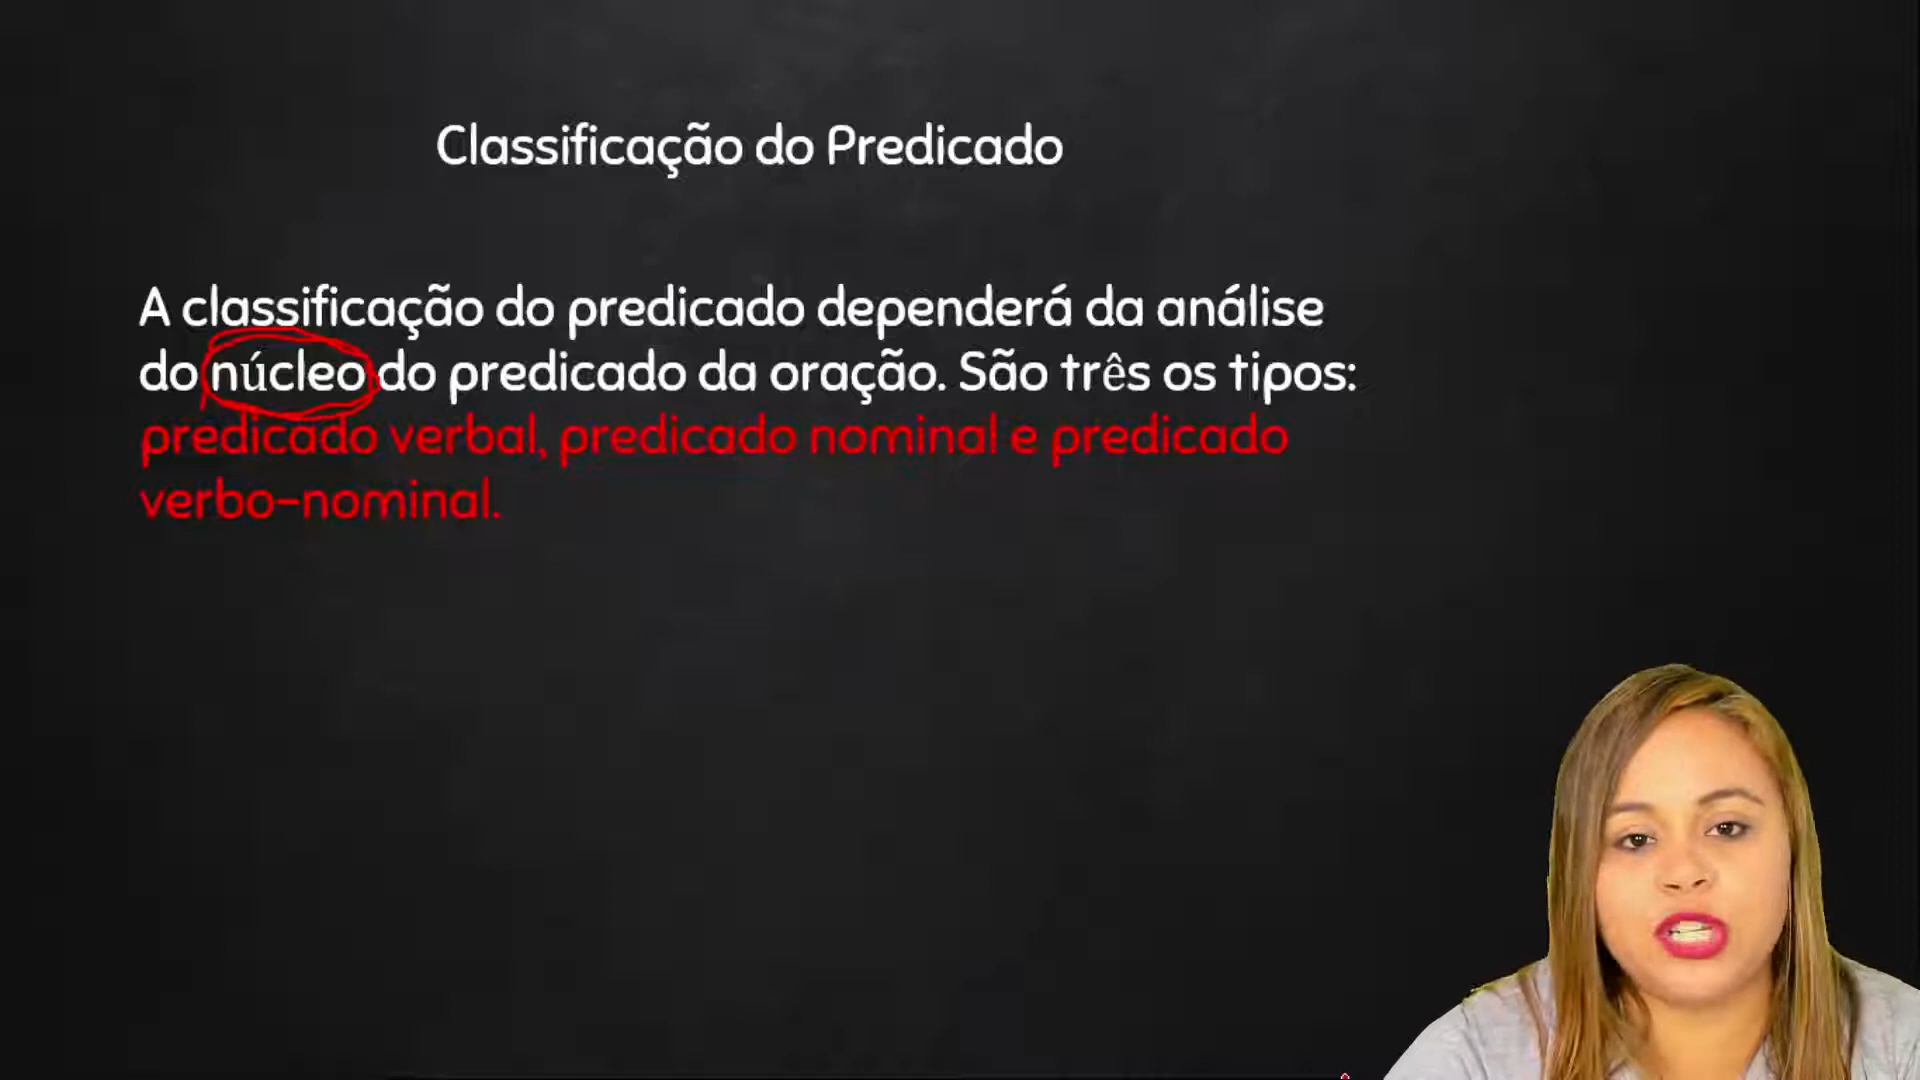 Classificação do Predicado
A classificação do predicado dependerá da análise
do núcleo do predicado da oração. São três os tipos:
predicado verbal, predicado nominal e predicado
verbo-nominal.